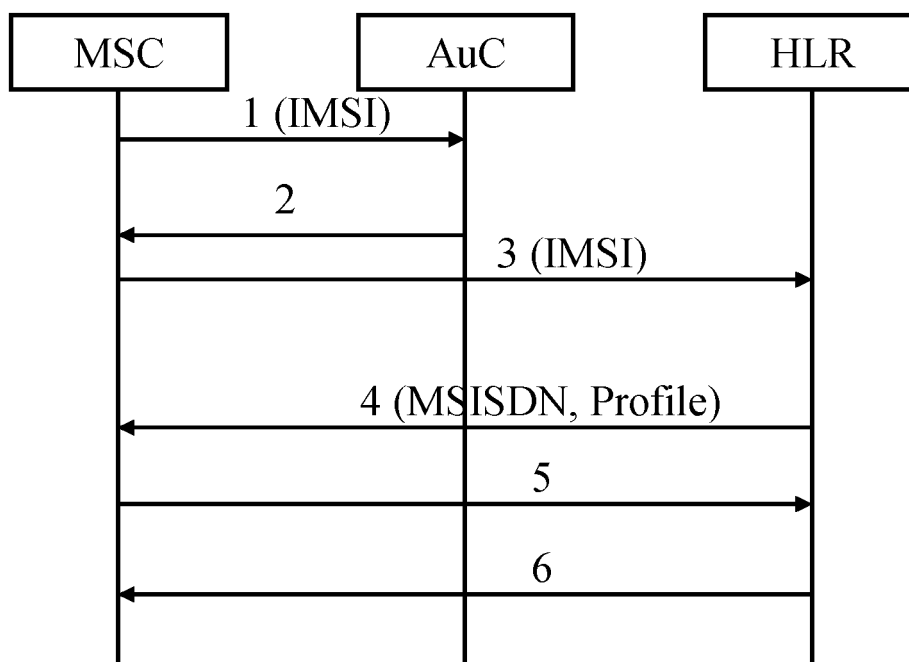 MSC AuC HLR
1 (IMSI)
2
3 (IMSI)
4 (MSISDN, Profile)
5
6